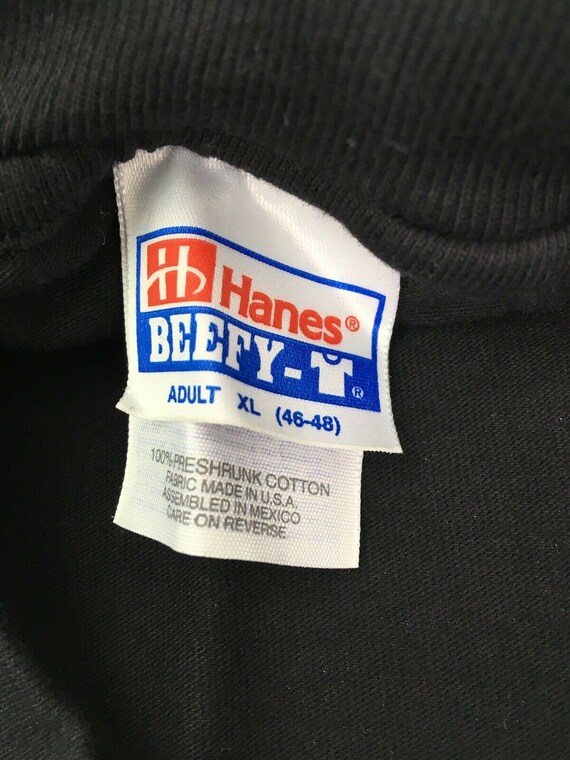 Hanes®
BEEFY-T®
ADULT XL (46-48)
100% PRESHRUNK COTTON
FABRIC MADE IN U.S.A.
ASSEMBLED IN MEXICO
CARE ON REVERSE